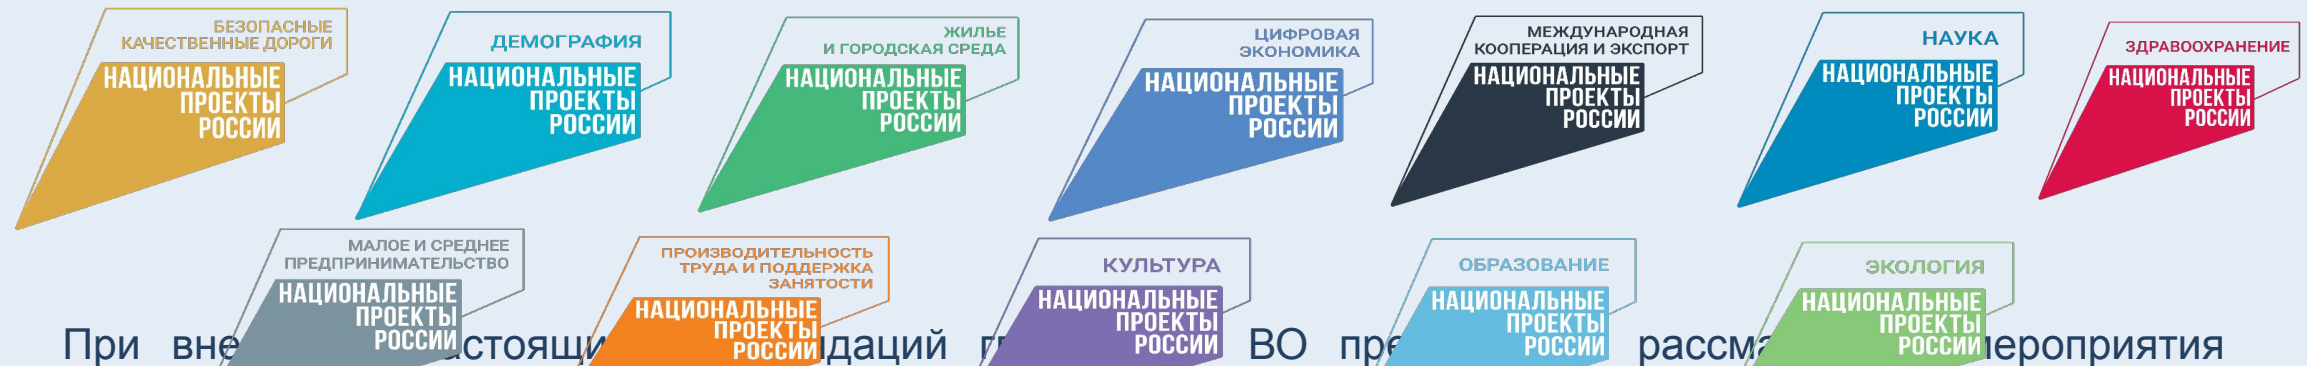 БЕЗОПАСНЫЕ
КАЧЕСТВЕННЫЕ ДОРОГИ
НАЦИОНАЛЬНЫЕ
ПРОЕКТЫ
РОССИИ
ДЕМОГРАФИЯ
НАЦИОНАЛЬНЫЕ
ПРОЕКТЫ
РОССИИ
ЖИЛЬЕ
И ГОРОДСКАЯ СРЕДА
НАЦИОНАЛЬНЫЕ
ПРОЕКТЫ
РОССИИ
ЦИФРОВАЯ
ЭКОНОМИКА
НАЦИОНАЛЬНЫЕ
ПРОЕКТЫ
РОССИИ
МЕЖДУНАРОДНАЯ
КООПЕРАЦИЯ И ЭКСПОРТ
НАЦИОНАЛЬНЫЕ
ПРОЕКТЫ
РОССИИ
НАУКА
НАЦИОНАЛЬНЫЕ
ПРОЕКТЫ
РОССИИ
ЗДРАВООХРАНЕНИЕ
НАЦИОНАЛЬНЫЕ
ПРОЕКТЫ
РОССИИ
МАЛОЕ И СРЕДНЕЕ
ПРЕДПРИНИМАТЕЛЬСТВО
НАЦИОНАЛЬНЫЕ
ПРОЕКТЫ
РОССИИ
ПРОИЗВОДИТЕЛЬНОСТЬ
ТРУДА И ПОДДЕРЖКА
ЗАНЯТОСТИ
НАЦИОНАЛЬНЫЕ
ПРОЕКТЫ
РОССИИ
КУЛЬТУРА
НАЦИОНАЛЬНЫЕ
ПРОЕКТЫ
РОССИИ
ОБРАЗОВАНИЕ
НАЦИОНАЛЬНЫЕ
ПРОЕКТЫ
РОССИИ
ЭКОЛОГИЯ
НАЦИОНАЛЬНЫЕ
ПРОЕКТЫ
РОССИИ
При ВО